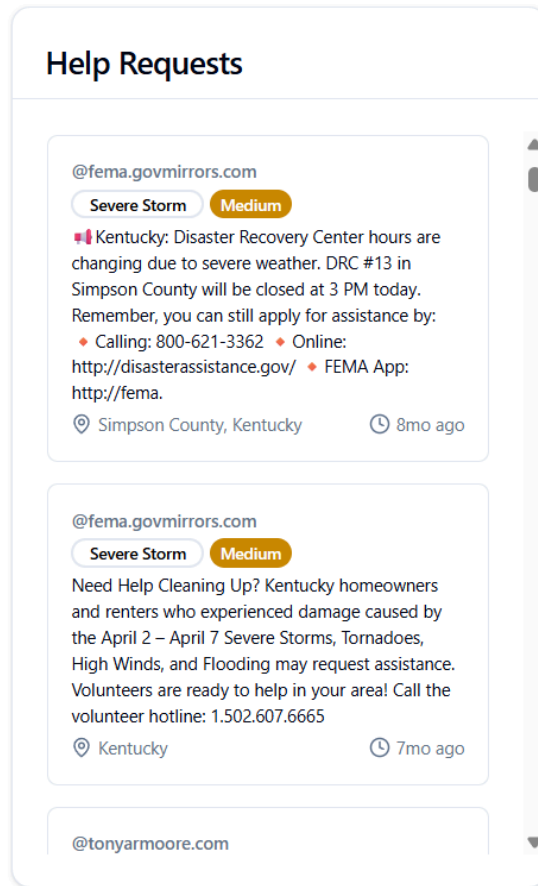 Help Requests
@fema.govmirrors.com
Severe Storm Medium
Kentucky: Disaster Recovery Center hours are
changing due to severe weather. DRC #13 in
Simpson County will be closed at 3 PM today.
Remember, you can still apply for assistance by:
🔸 Calling: 800-621-3362 🔸 Online:
http://disasterassistance.gov/ 🔸 FEMA App:
http://fema.
Simpson County, Kentucky 8mo ago
@fema.govmirrors.com
Severe Storm Medium
Need Help Cleaning Up? Kentucky homeowners
and renters who experienced damage caused by
the April 2 – April 7 Severe Storms, Tornadoes,
High Winds, and Flooding may request assistance.
Volunteers are ready to help in your area! Call the
volunteer hotline: 1.502.607.6665
Kentucky 7mo ago
@tonyarmoore.com